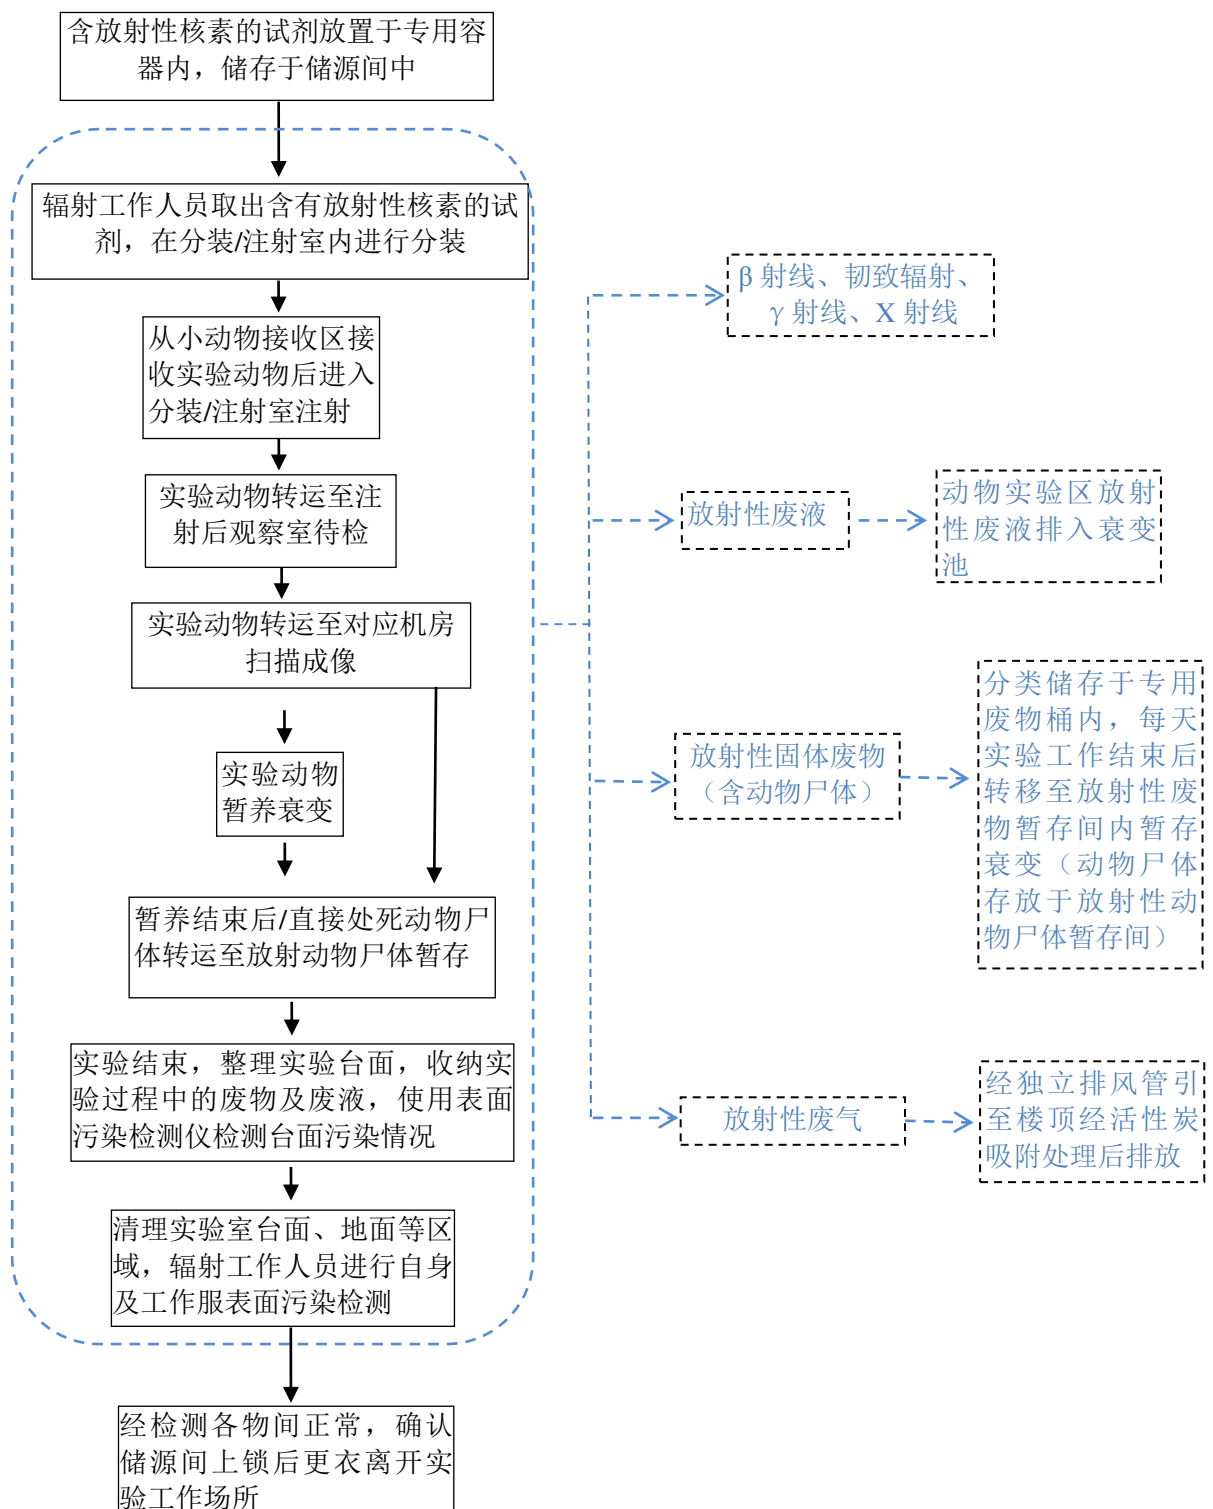 含放射性核素的试剂放置于专用容
器内，储存于储源间中
辐射工作人员取出含有放射性核素的试
剂，在分装/注射室内进行分装
从小动物接收区接
收实验动物后进入
分装/注射室注射
实验动物转运至注
射后观察室待检
实验动物转运至对应机房
扫描成像
实验动物
暂养衰变
暂养结束后/直接处死动物尸
体转运至放射动物尸体暂存
实验结束，整理实验台面，收纳实
验过程中的废物及废液，使用表面
污染检测仪检测台面污染情况
清理实验室台面、地面等区
域，辐射工作人员进行自身
及工作服表面污染检测
经检测各物间正常，确认
储源间上锁后更衣离开实
验工作场所
β 射线、韧致辐射、
γ 射线、X 射线
放射性废液
动物实验区放射
性废液排入衰变
池
放射性固体废物
（含动物尸体）
分类储存于专用
废物桶内，每天
实验工作结束后
转移至放射性废
物暂存间内暂存
衰变（动物尸体
存放于放射性动
物尸体暂存间）
放射性废气
经独立排风管引
至楼顶经活性炭
吸附处理后排放